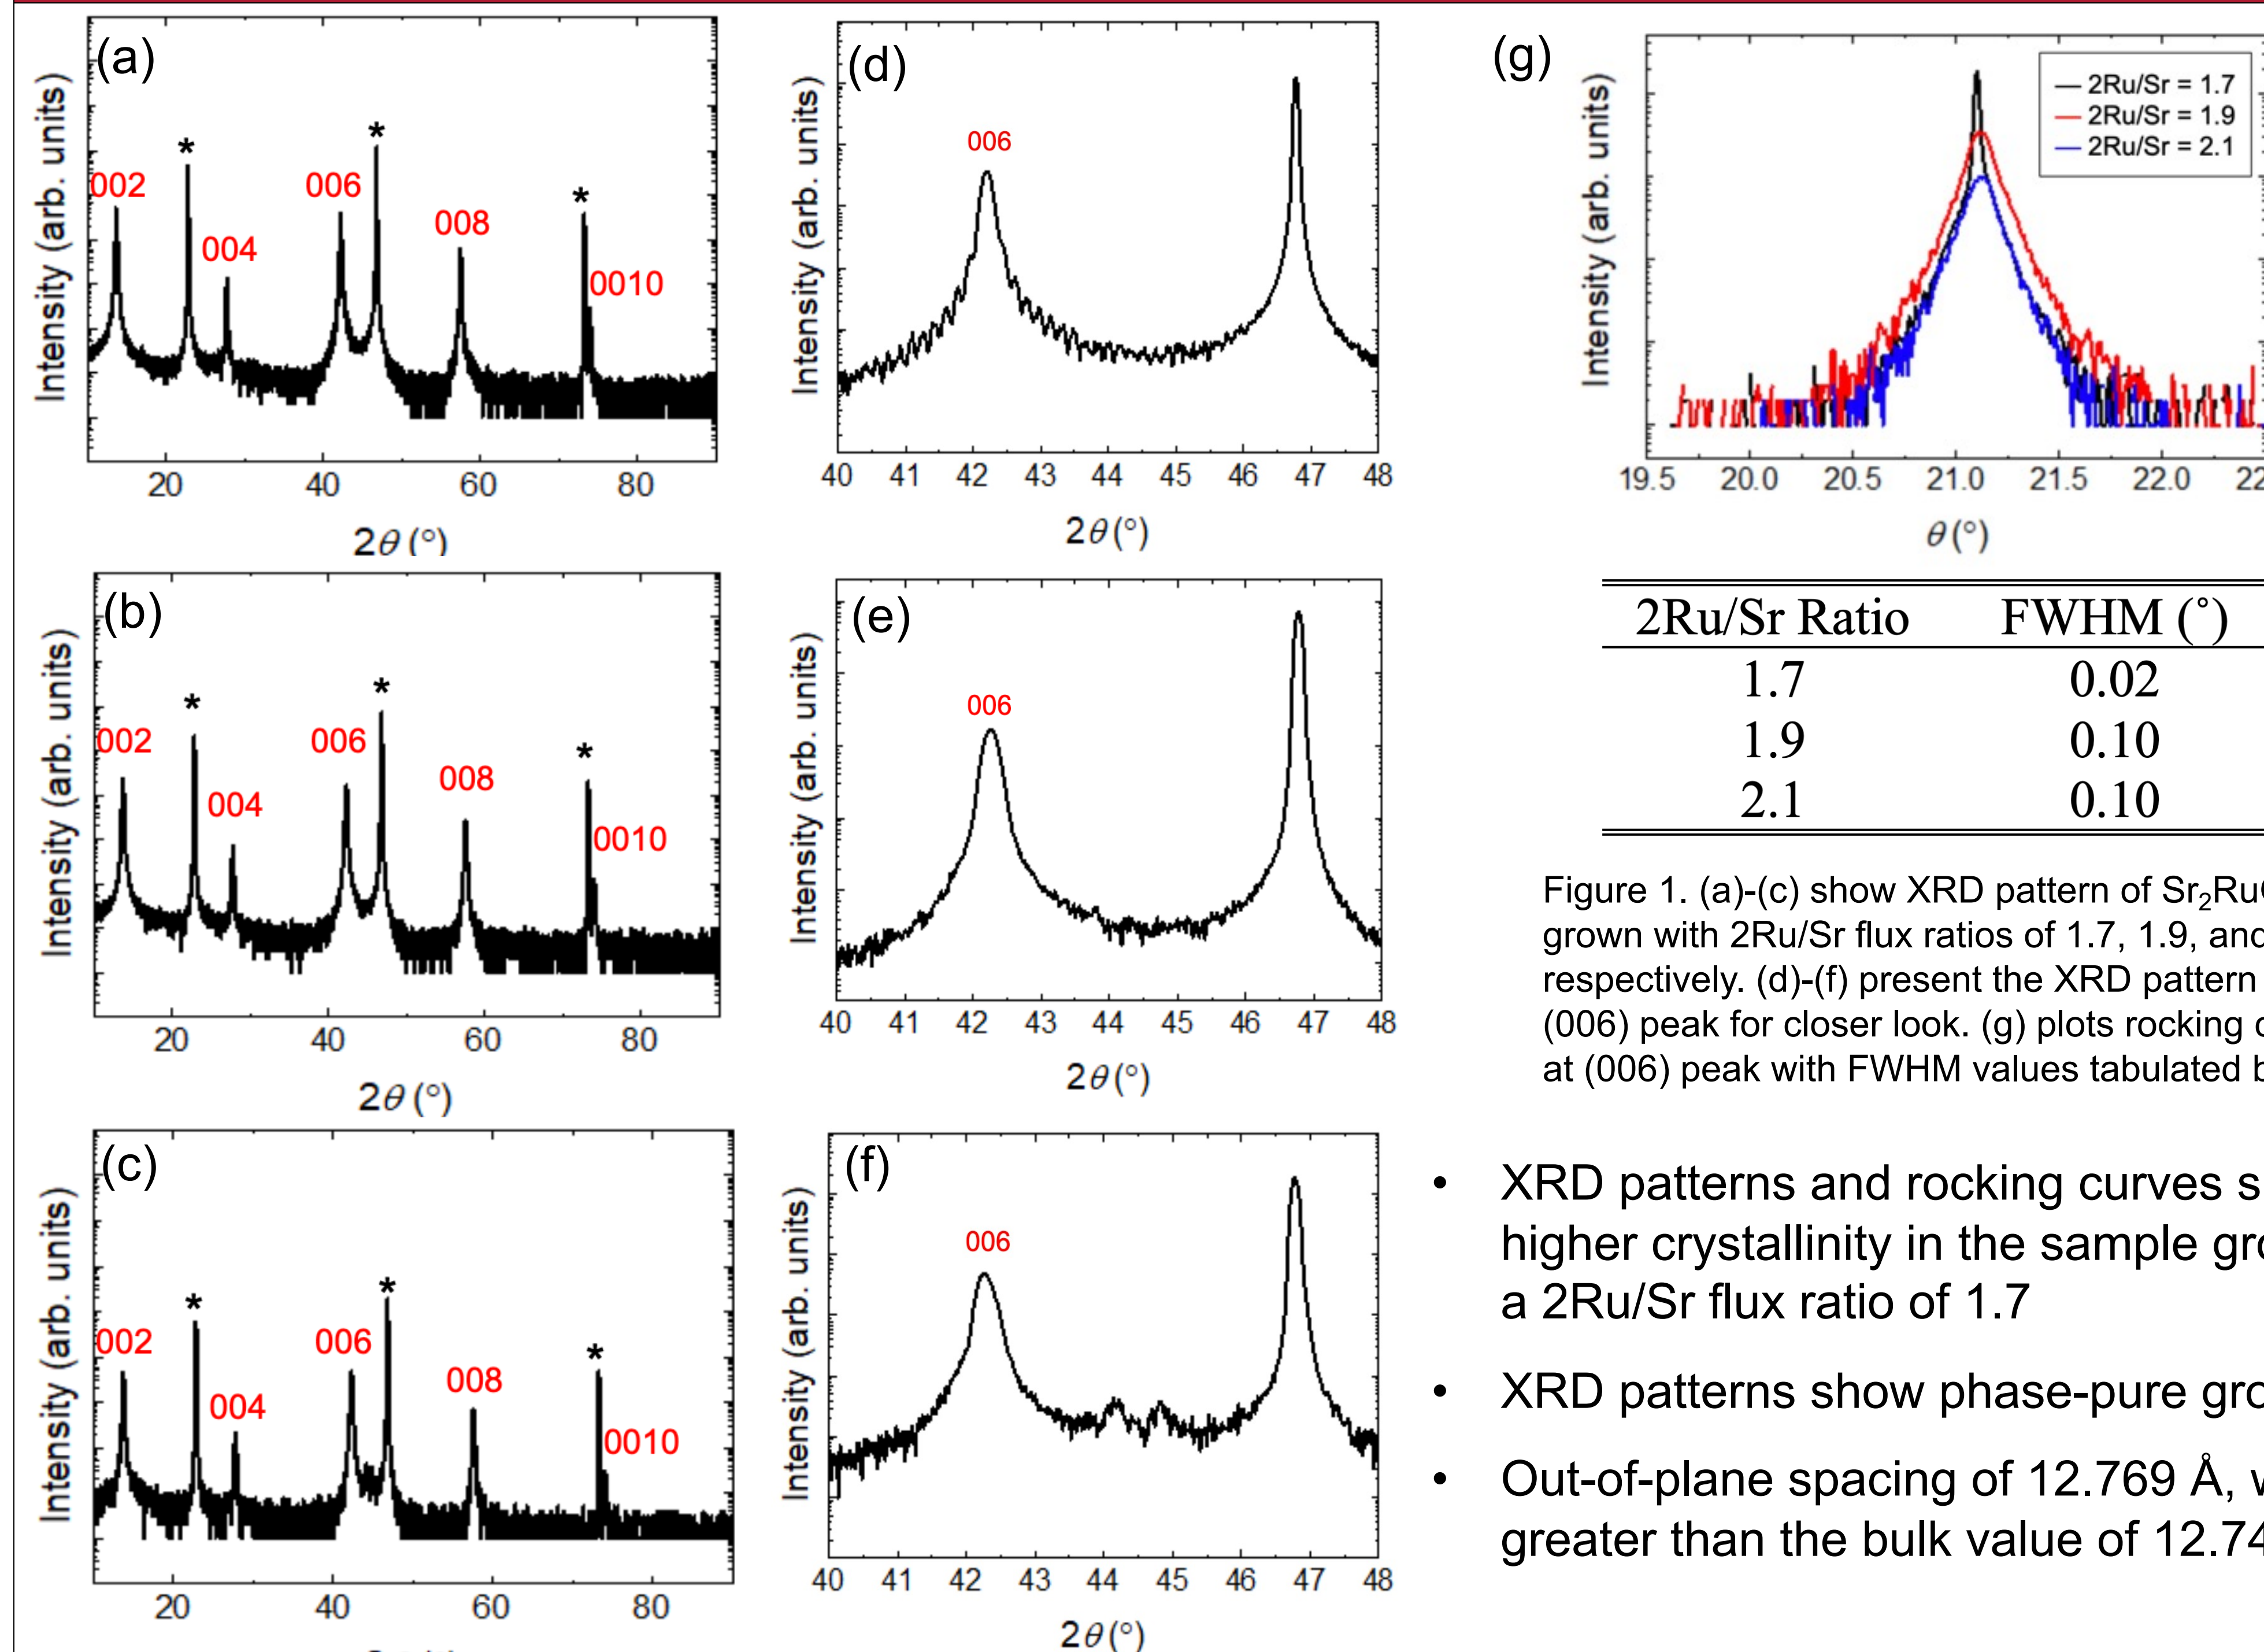 (a)
Intensity (arb. units)
002
*
004
006
*
008
*
0010
20 40 60 80
2θ (°)
(d)
Intensity (arb. units)
006
40 41 42 43 44 45 46 47 48
2θ (°)
(g)
Intensity (arb. units)
2Ru/Sr = 1.7
2Ru/Sr = 1.9
2Ru/Sr = 2.1
19.5 20.0 20.5 21.0 21.5 22.0 22
θ (°)
(b)
Intensity (arb. units)
002
*
004
006
*
008
*
0010
20 40 60 80
2θ (°)
(e)
Intensity (arb. units)
006
40 41 42 43 44 45 46 47 48
2θ (°)
2Ru/Sr Ratio FWHM (°)
1.7 0.02
1.9 0.10
2.1 0.10
Figure 1. (a)-(c) show XRD pattern of Sr₂Ru
grown with 2Ru/Sr flux ratios of 1.7, 1.9, and
respectively. (d)-(f) present the XRD pattern
(006) peak for closer look. (g) plots rocking
at (006) peak with FWHM values tabulated
(c)
Intensity (arb. units)
002
*
004
006
*
008
*
0010
20 40 60 80
(f)
Intensity (arb. units)
006
40 41 42 43 44 45 46 47 48
2θ (°)
• XRD patterns and rocking curves
higher crystallinity in the sample
a 2Ru/Sr flux ratio of 1.7
• XRD patterns show phase-pure
• Out-of-plane spacing of 12.769 Å,
greater than the bulk value of 12.74